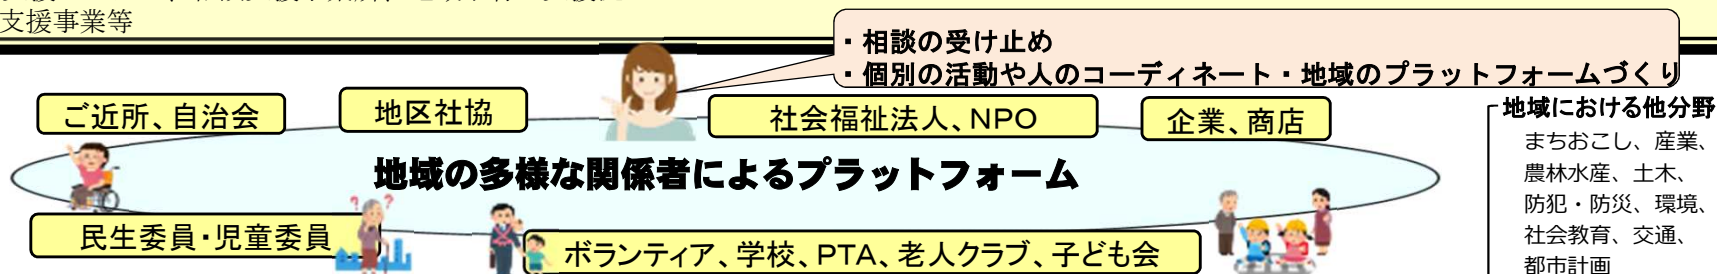 支援事業等
・相談の受け止め
・個別の活動や人のコーディネート・地域のプラットフォームづくり
ご近所、自治会
地区社協
社会福祉法人、NPO
企業、商店
地域の多様な関係者によるプラットフォーム
民生委員・児童委員
ボランティア、学校、PTA、老人クラブ、子ども会
地域における他分野
まちおこし、産業、
農林水産、土木、
防犯・防災、環境、
社会教育、交通、
都市計画